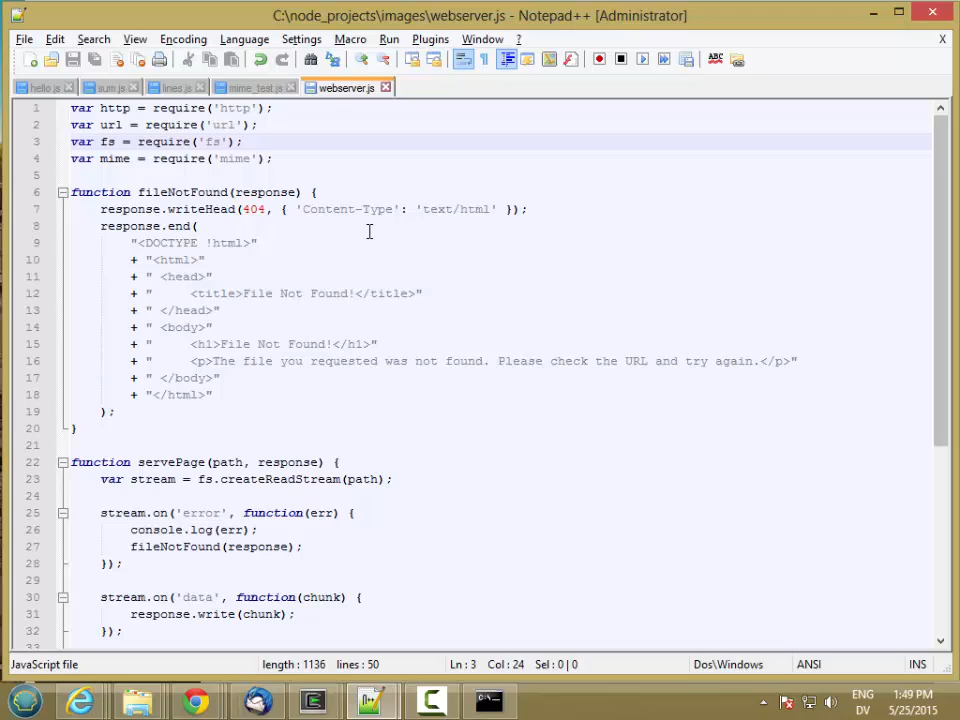 C:\node_projects\images\webserver.js - Notepad++ [Administrator]
File Edit Search View Encoding Language Settings Macro Run Plugins Window ? X
hello.js sum.js lines.js mime_test.js webserver.js
1 var http = require('http');
2 var url = require('url');
3 var fs = require('fs');
4 var mime = require('mime');
5
6 function fileNotFound(response) {
7 response.writeHead(404, { 'Content-Type': 'text/html' });
8 response.end(
9 "<DOCTYPE !html>"
10 + "<html>"
11 + " <head>"
12 + "     <title>File Not Found!</title>"
13 + " </head>"
14 + " <body>"
15 + "     <h1>File Not Found!</h1>"
16 + "     <p>The file you requested was not found. Please check the URL and try again.</p>"
17 + " </body>"
18 + "</html>"
19 );
20 }
21
22 function servePage(path, response) {
23 var stream = fs.createReadStream(path);
24
25 stream.on('error', function(err) {
26 console.log(err);
27 fileNotFound(response);
28 });
29
30 stream.on('data', function(chunk) {
31 response.write(chunk);
32 });
33
JavaScript file length : 1136 lines : 50 Ln : 3 Col : 24 Sel : 0 | 0 Dos\Windows ANSI INS
ENG 1:49 PM
DV 5/25/2015